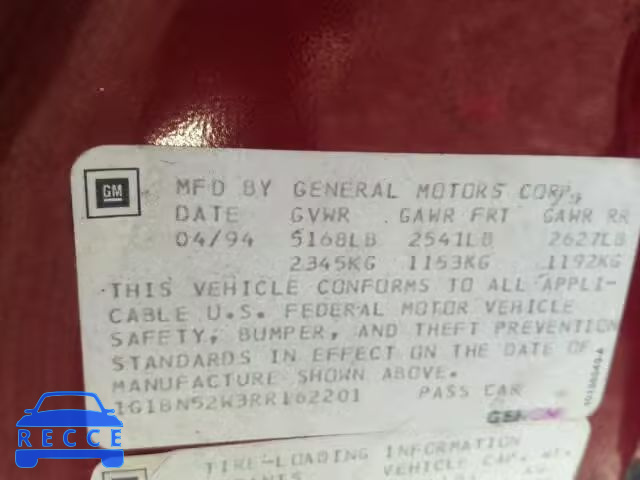 GM
MFD BY GENERAL MOTORS CORP
DATE GVWR GAWR FRT GAWR RR
04/94 5168LB 2541LB 2627LB
2345KG 1153KG 1192KG
THIS VEHICLE CONFORMS TO ALL APPLI-
CABLE U.S. FEDERAL MOTOR VEHICLE
SAFETY, BUMPER, AND THEFT PREVENTION
STANDARDS IN EFFECT ON THE DATE OF
MANUFACTURE SHOWN ABOVE.
1G1BN52W3RR162201 PASS CAR
TIRE-LOADING INFORMATION
VEHICLE CAP.
RECCE